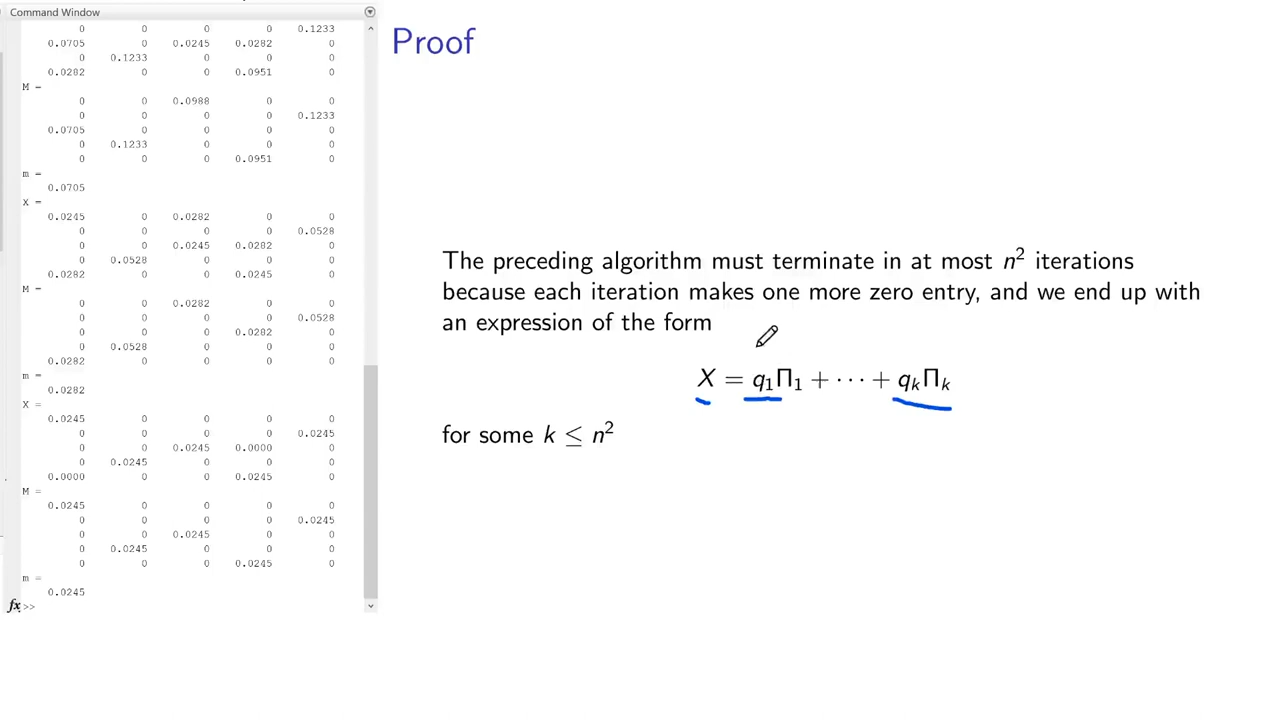 Command Window
0 0 0 0 0.1233
0.0705 0 0.0245 0.0282 0
0 0.1233 0 0 0
0.0282 0 0 0.0951 0
M =
0 0 0.0988 0 0
0 0 0 0 0.1233
0.0705 0 0 0 0
0 0.1233 0 0 0
0 0 0 0.0951 0
m =
0.0705
X =
0.0245 0 0.0282 0 0
0 0 0 0 0.0528
0 0 0.0245 0.0282 0
0 0.0528 0 0 0
0.0282 0 0 0.0245 0
M =
0 0 0.0282 0 0
0 0 0 0 0.0528
0 0 0 0.0282 0
0 0.0528 0 0 0
0.0282 0 0 0 0
m =
0.0282
X =
0.0245 0 0 0 0
0 0 0 0 0.0245
0 0 0.0245 0.0000 0
0 0.0245 0 0 0
0.0000 0 0 0.0245 0
M =
0.0245 0 0 0 0
0 0 0 0 0.0245
0 0 0.0245 0 0
0 0.0245 0 0 0
0 0 0 0.0245 0
m =
0.0245
fx >>
Proof
The preceding algorithm must terminate in at most n² iterations
because each iteration makes one more zero entry, and we end up with
an expression of the form
X = q₁Π₁ + ··· + qₖΠₖ
for some k ≤ n²